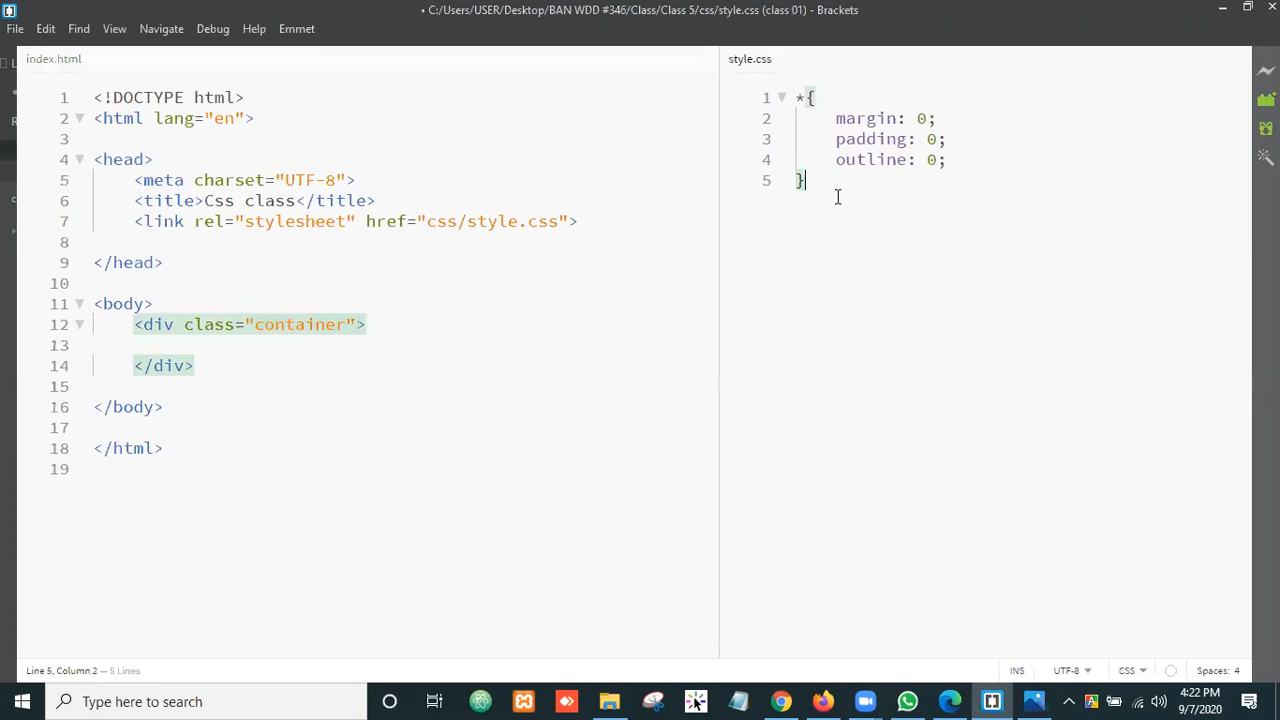 • C:/Users/USER/Desktop/BAN WDD #346/Class/Class 5/css/style.css (class 01) - Brackets
File Edit Find View Navigate Debug Help Emmet
index.html
1 <!DOCTYPE html>
2 <html lang="en">
3
4 <head>
5 <meta charset="UTF-8">
6 <title>Css class</title>
7 <link rel="stylesheet" href="css/style.css">
8
9 </head>
10
11 <body>
12 <div class="container">
13
14 </div>
15
16 </body>
17
18 </html>
19
style.css
1 *{
2 margin: 0;
3 padding: 0;
4 outline: 0;
5 }
Line 5, Column 2 — 5 Lines
INS UTF-8 CSS Spaces: 4
Type here to search
4:22 PM
9/7/2020